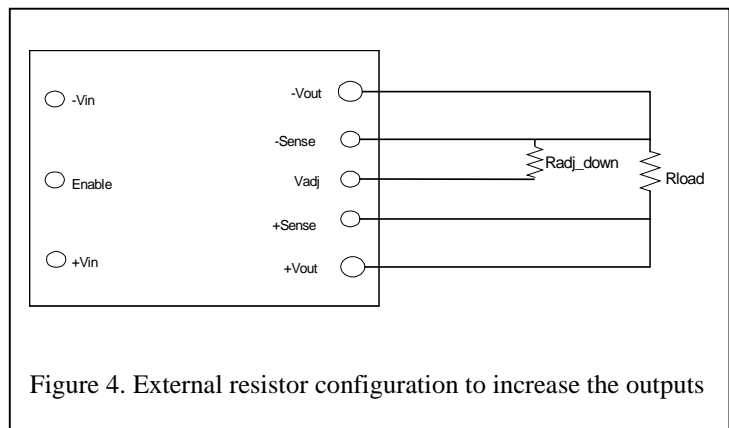 -Vin
Enable
+Vin
-Vout
-Sense
Vadj
+Sense
+Vout
Radj_down
Rload
Figure 4. External resistor configuration to increase the outputs